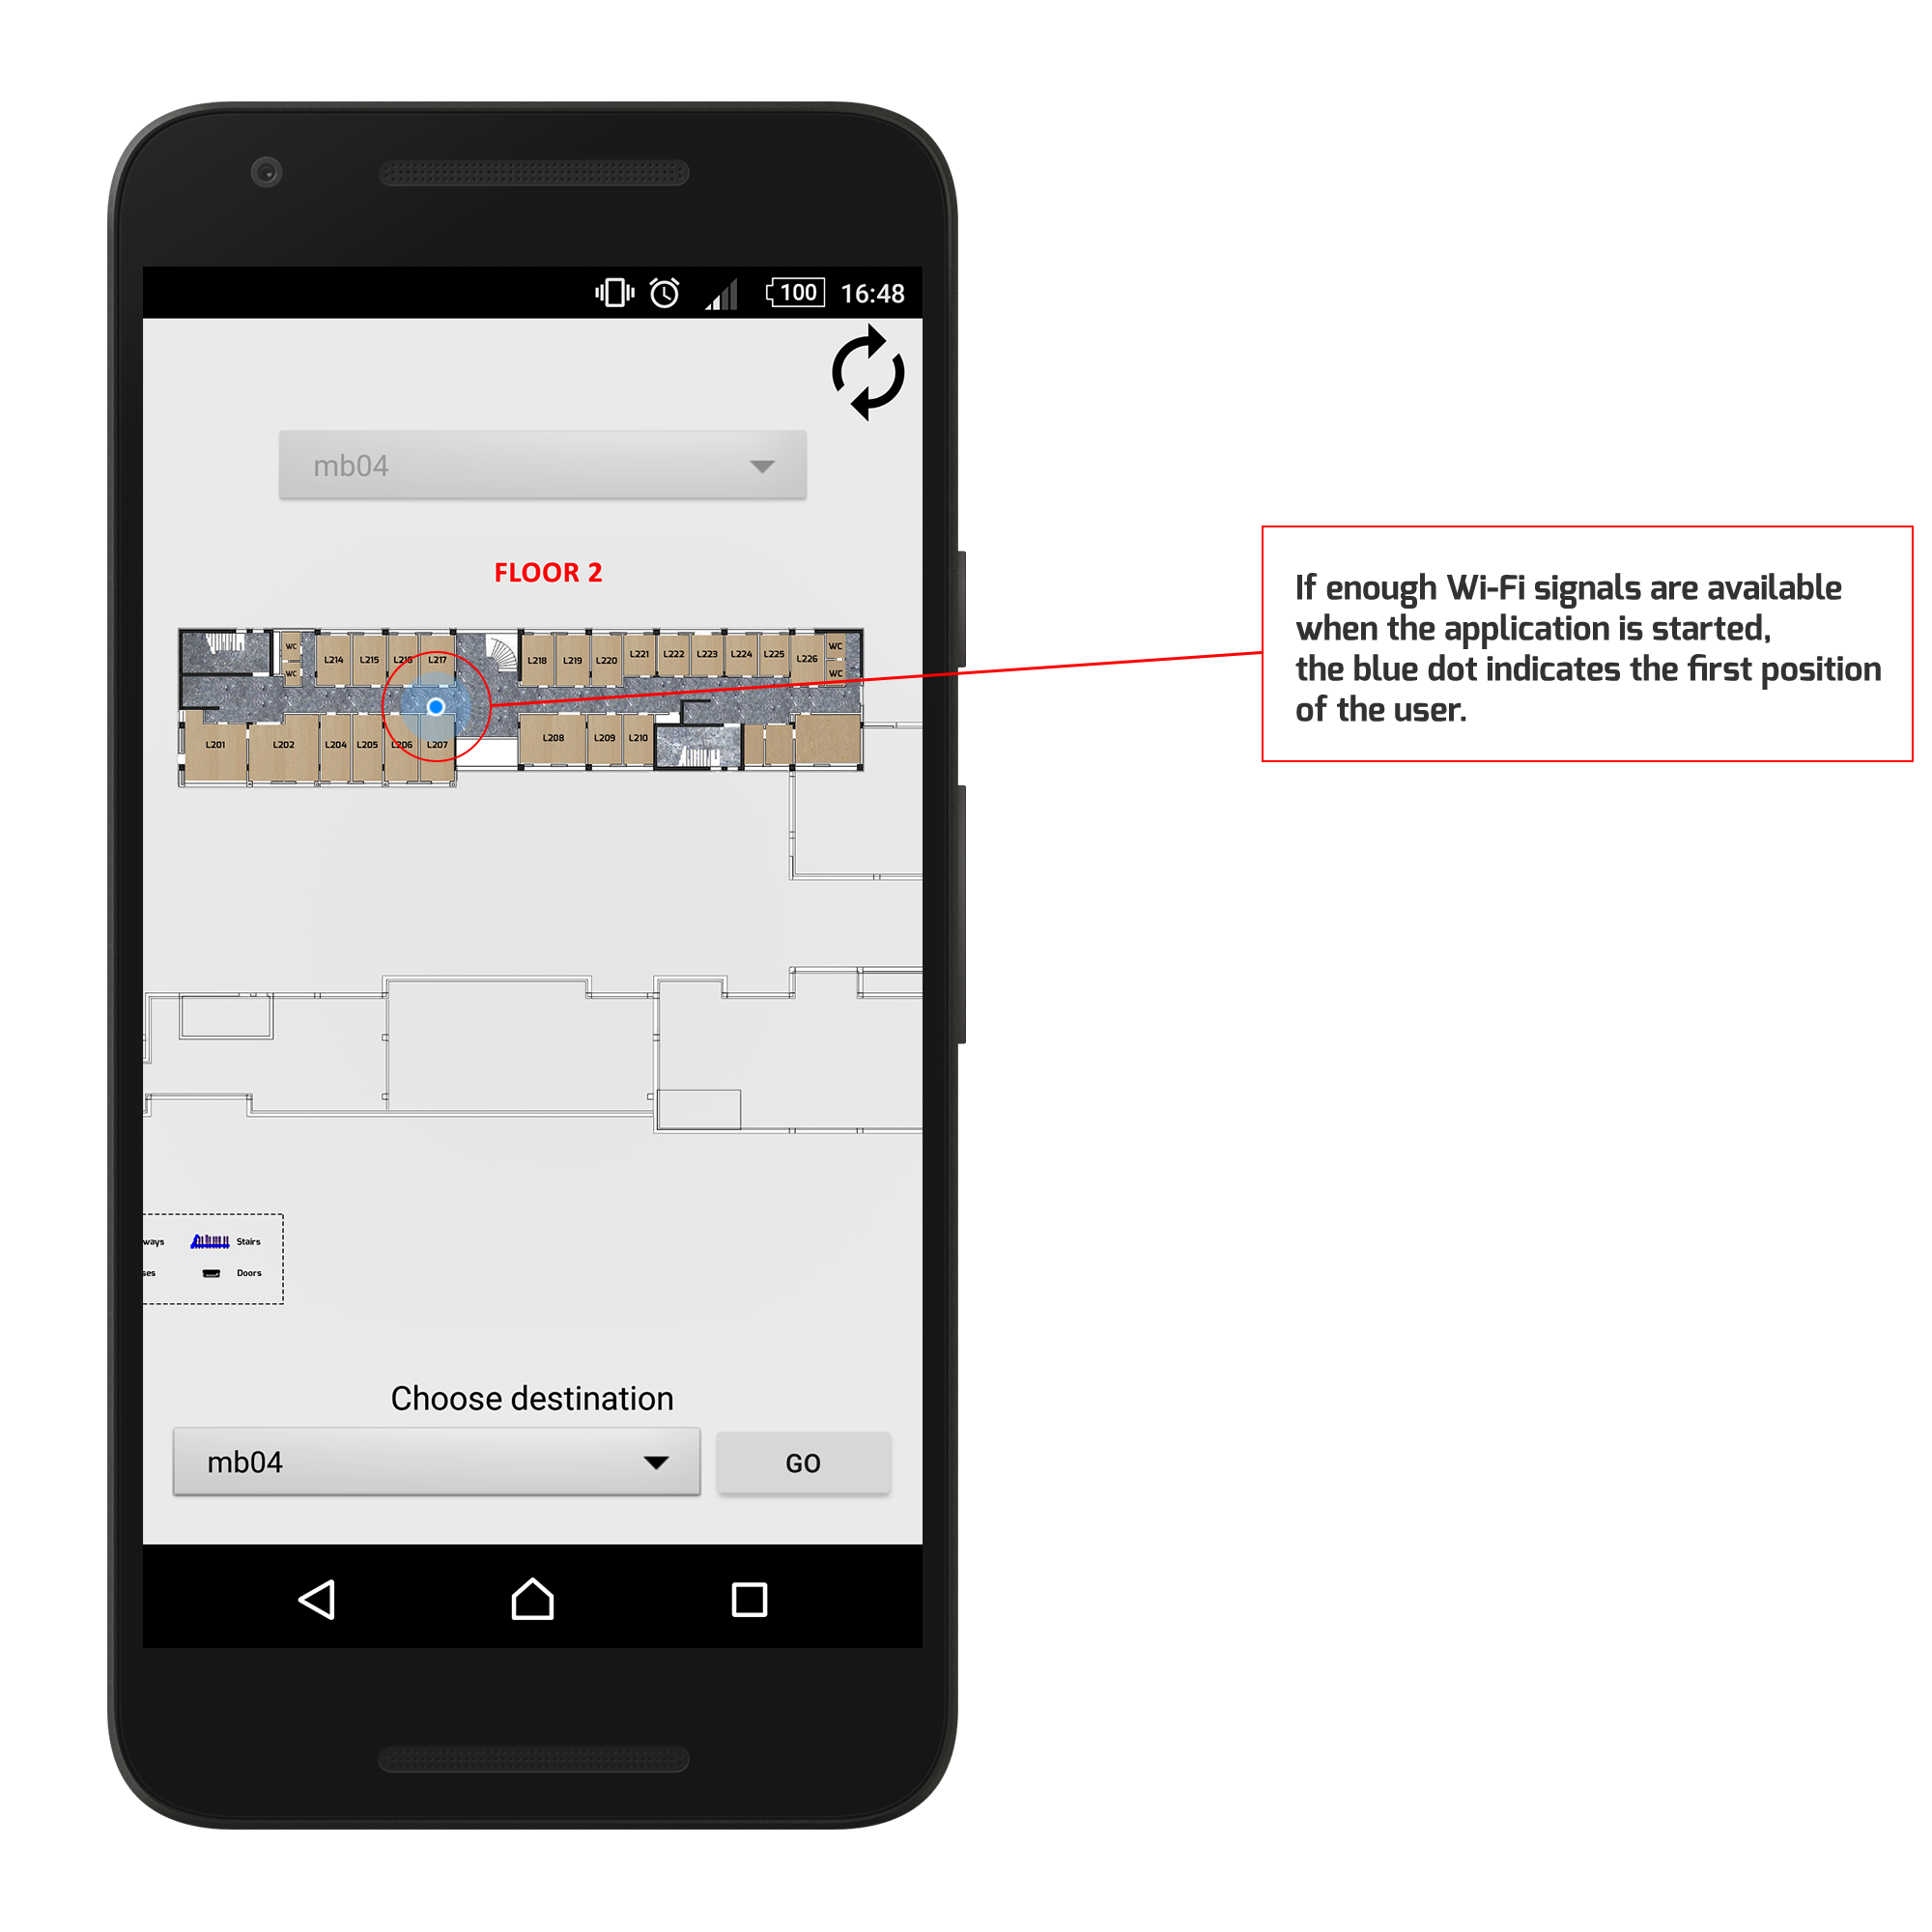 100 16:48
mb04
FLOOR 2
WC WC
L214 L215 L216 L217 L218 L219 L220 L221 L222 L223 L224 L225 L226
WC WC
L201 L202 L204 L205 L206 L207 L208 L209 L210
If enough Wi-Fi signals are available
when the application is started,
the blue dot indicates the first position
of the user.
ways Stairs
ses Doors
Choose destination
mb04 GO